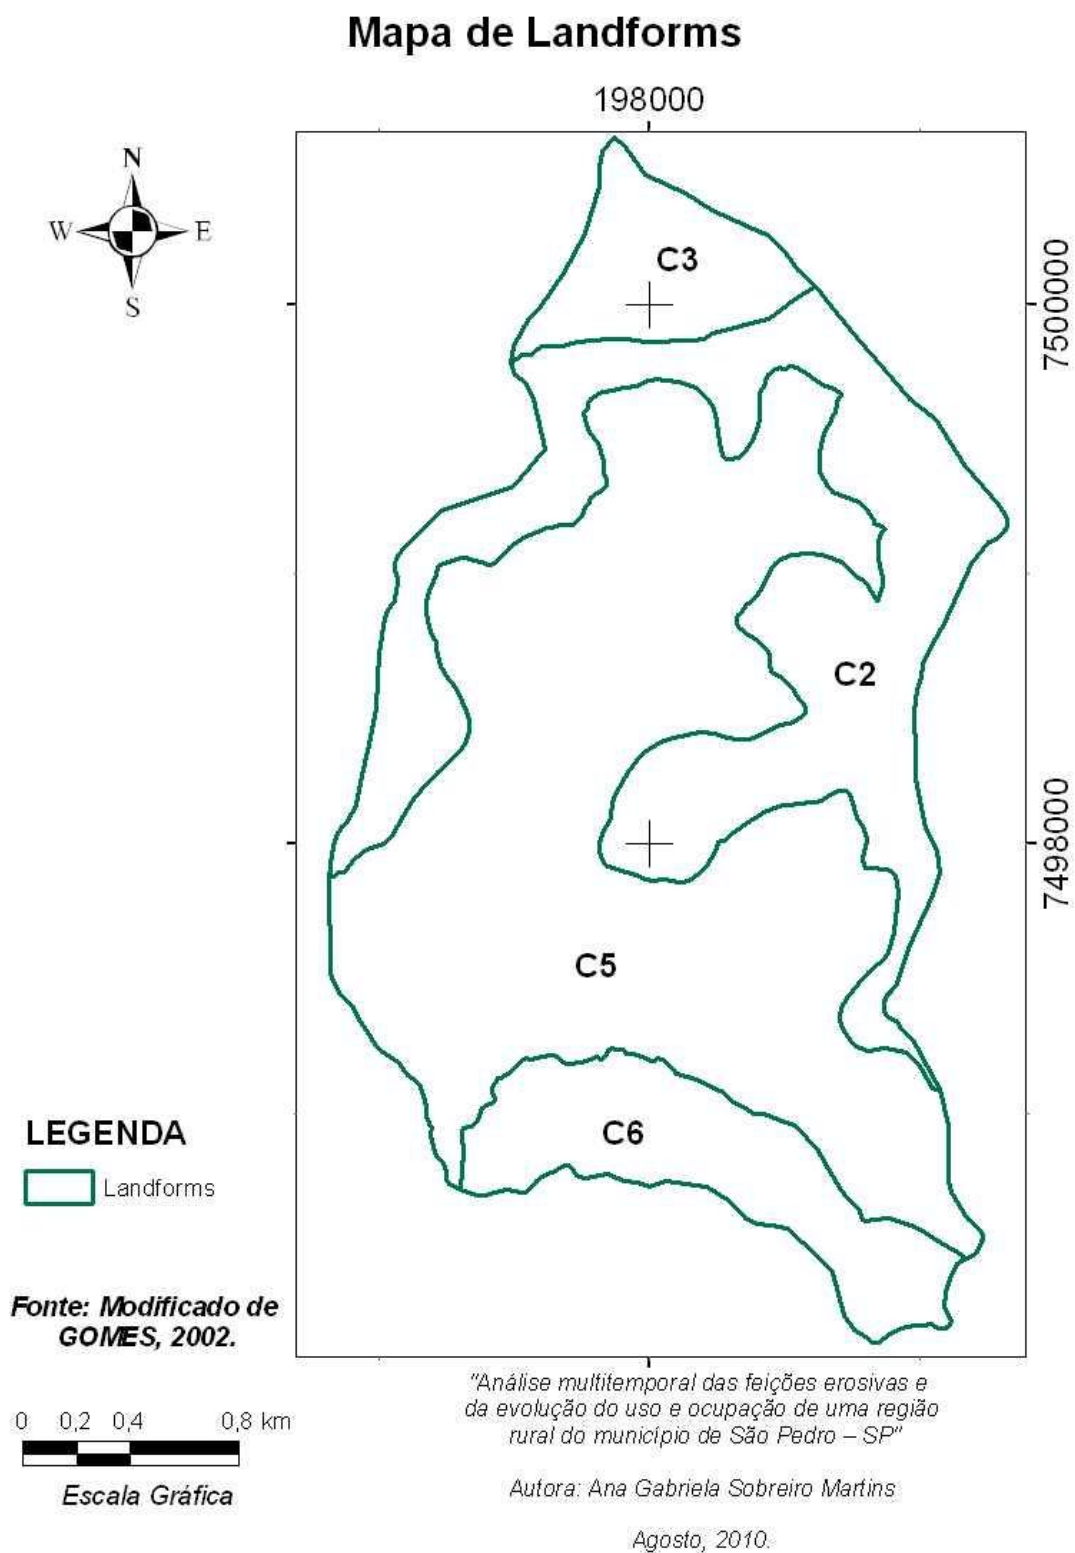 Mapa de Landforms
198000
N
W
E
S
C3
7500000
C2
7498000
C5
C6
LEGENDA
Landforms
Fonte: Modificado de
GOMES, 2002.
0 0,2 0,4 0,8 km
Escala Gráfica
"Análise multitemporal das feições erosivas e
da evolução do uso e ocupação de uma região
rural do município de São Pedro – SP"
Autora: Ana Gabriela Sobreiro Martins
Agosto, 2010.